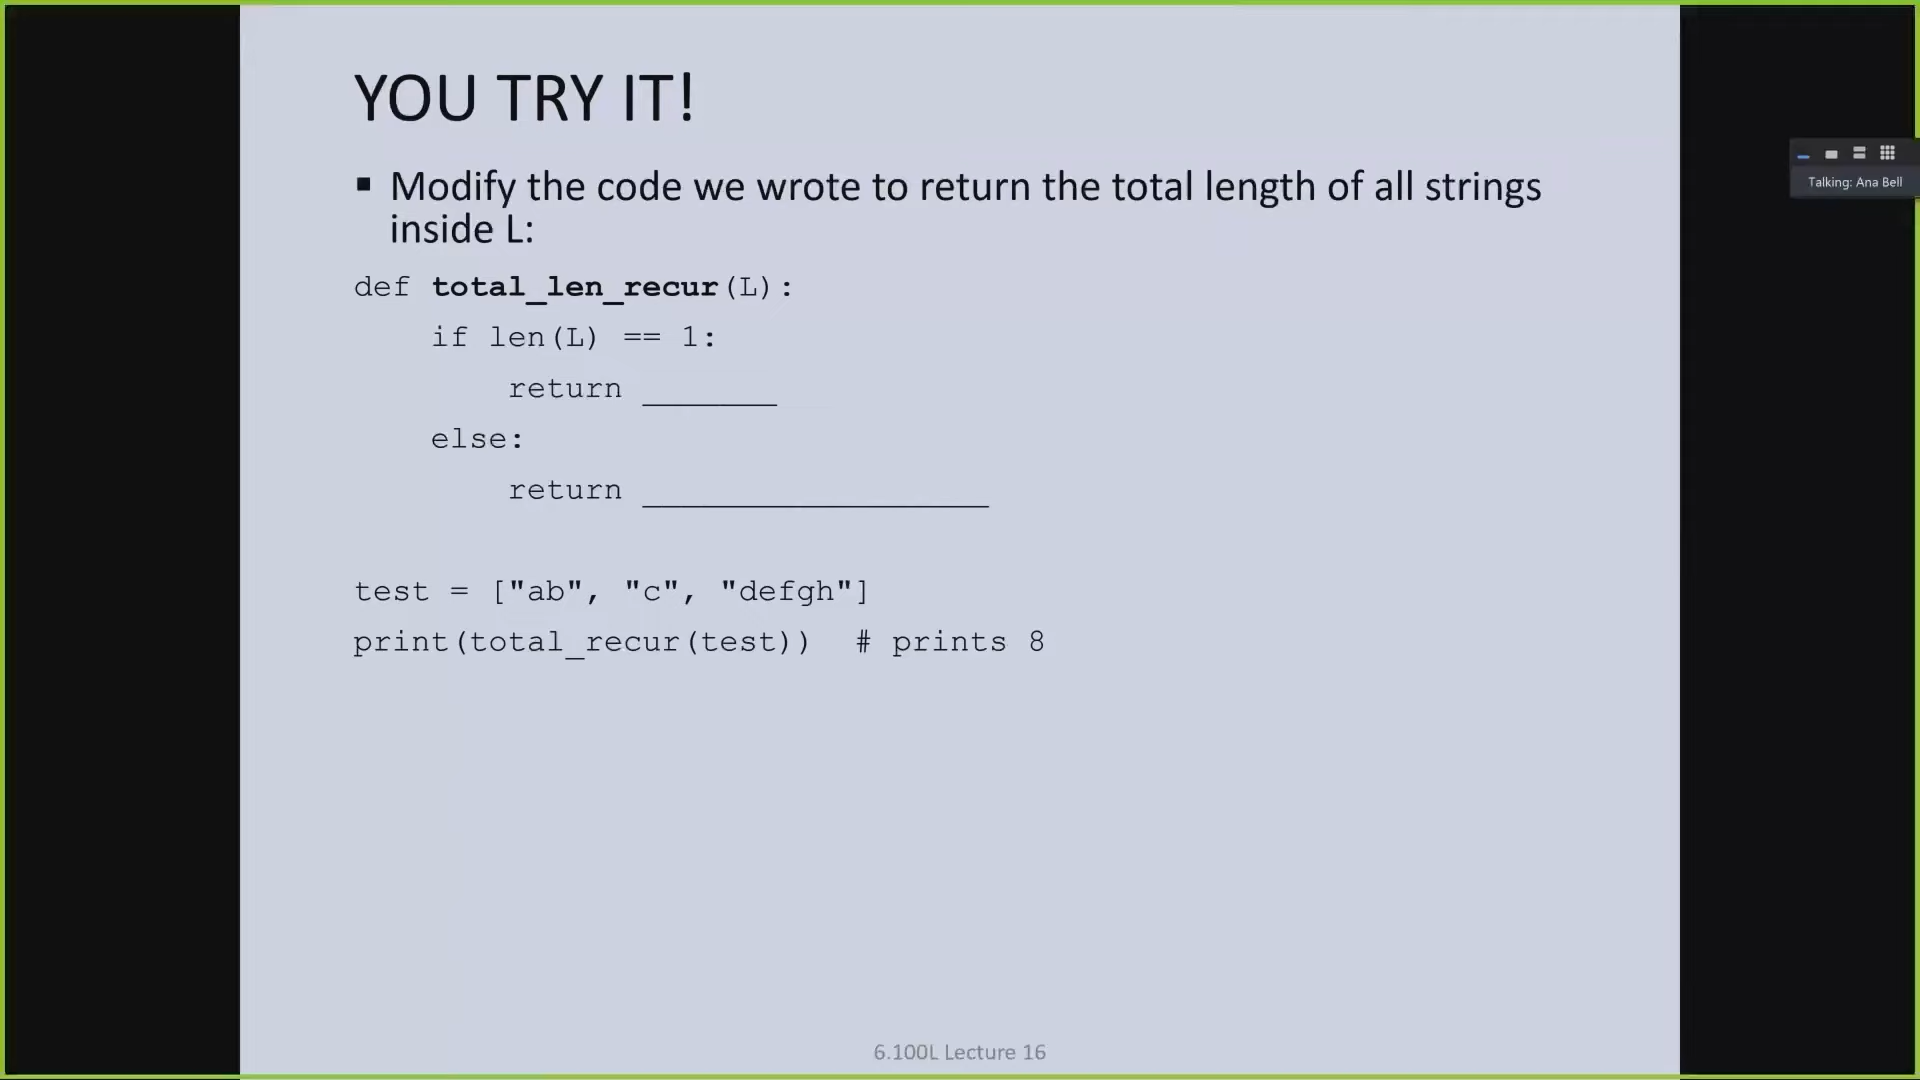 YOU TRY IT!
▪ Modify the code we wrote to return the total length of all strings
inside L:
def total_len_recur(L):
    if len(L) == 1:
        return _______
    else:
        return __________________
test = ["ab", "c", "defgh"]
print(total_recur(test))  # prints 8
Talking: Ana Bell
6.100L Lecture 16